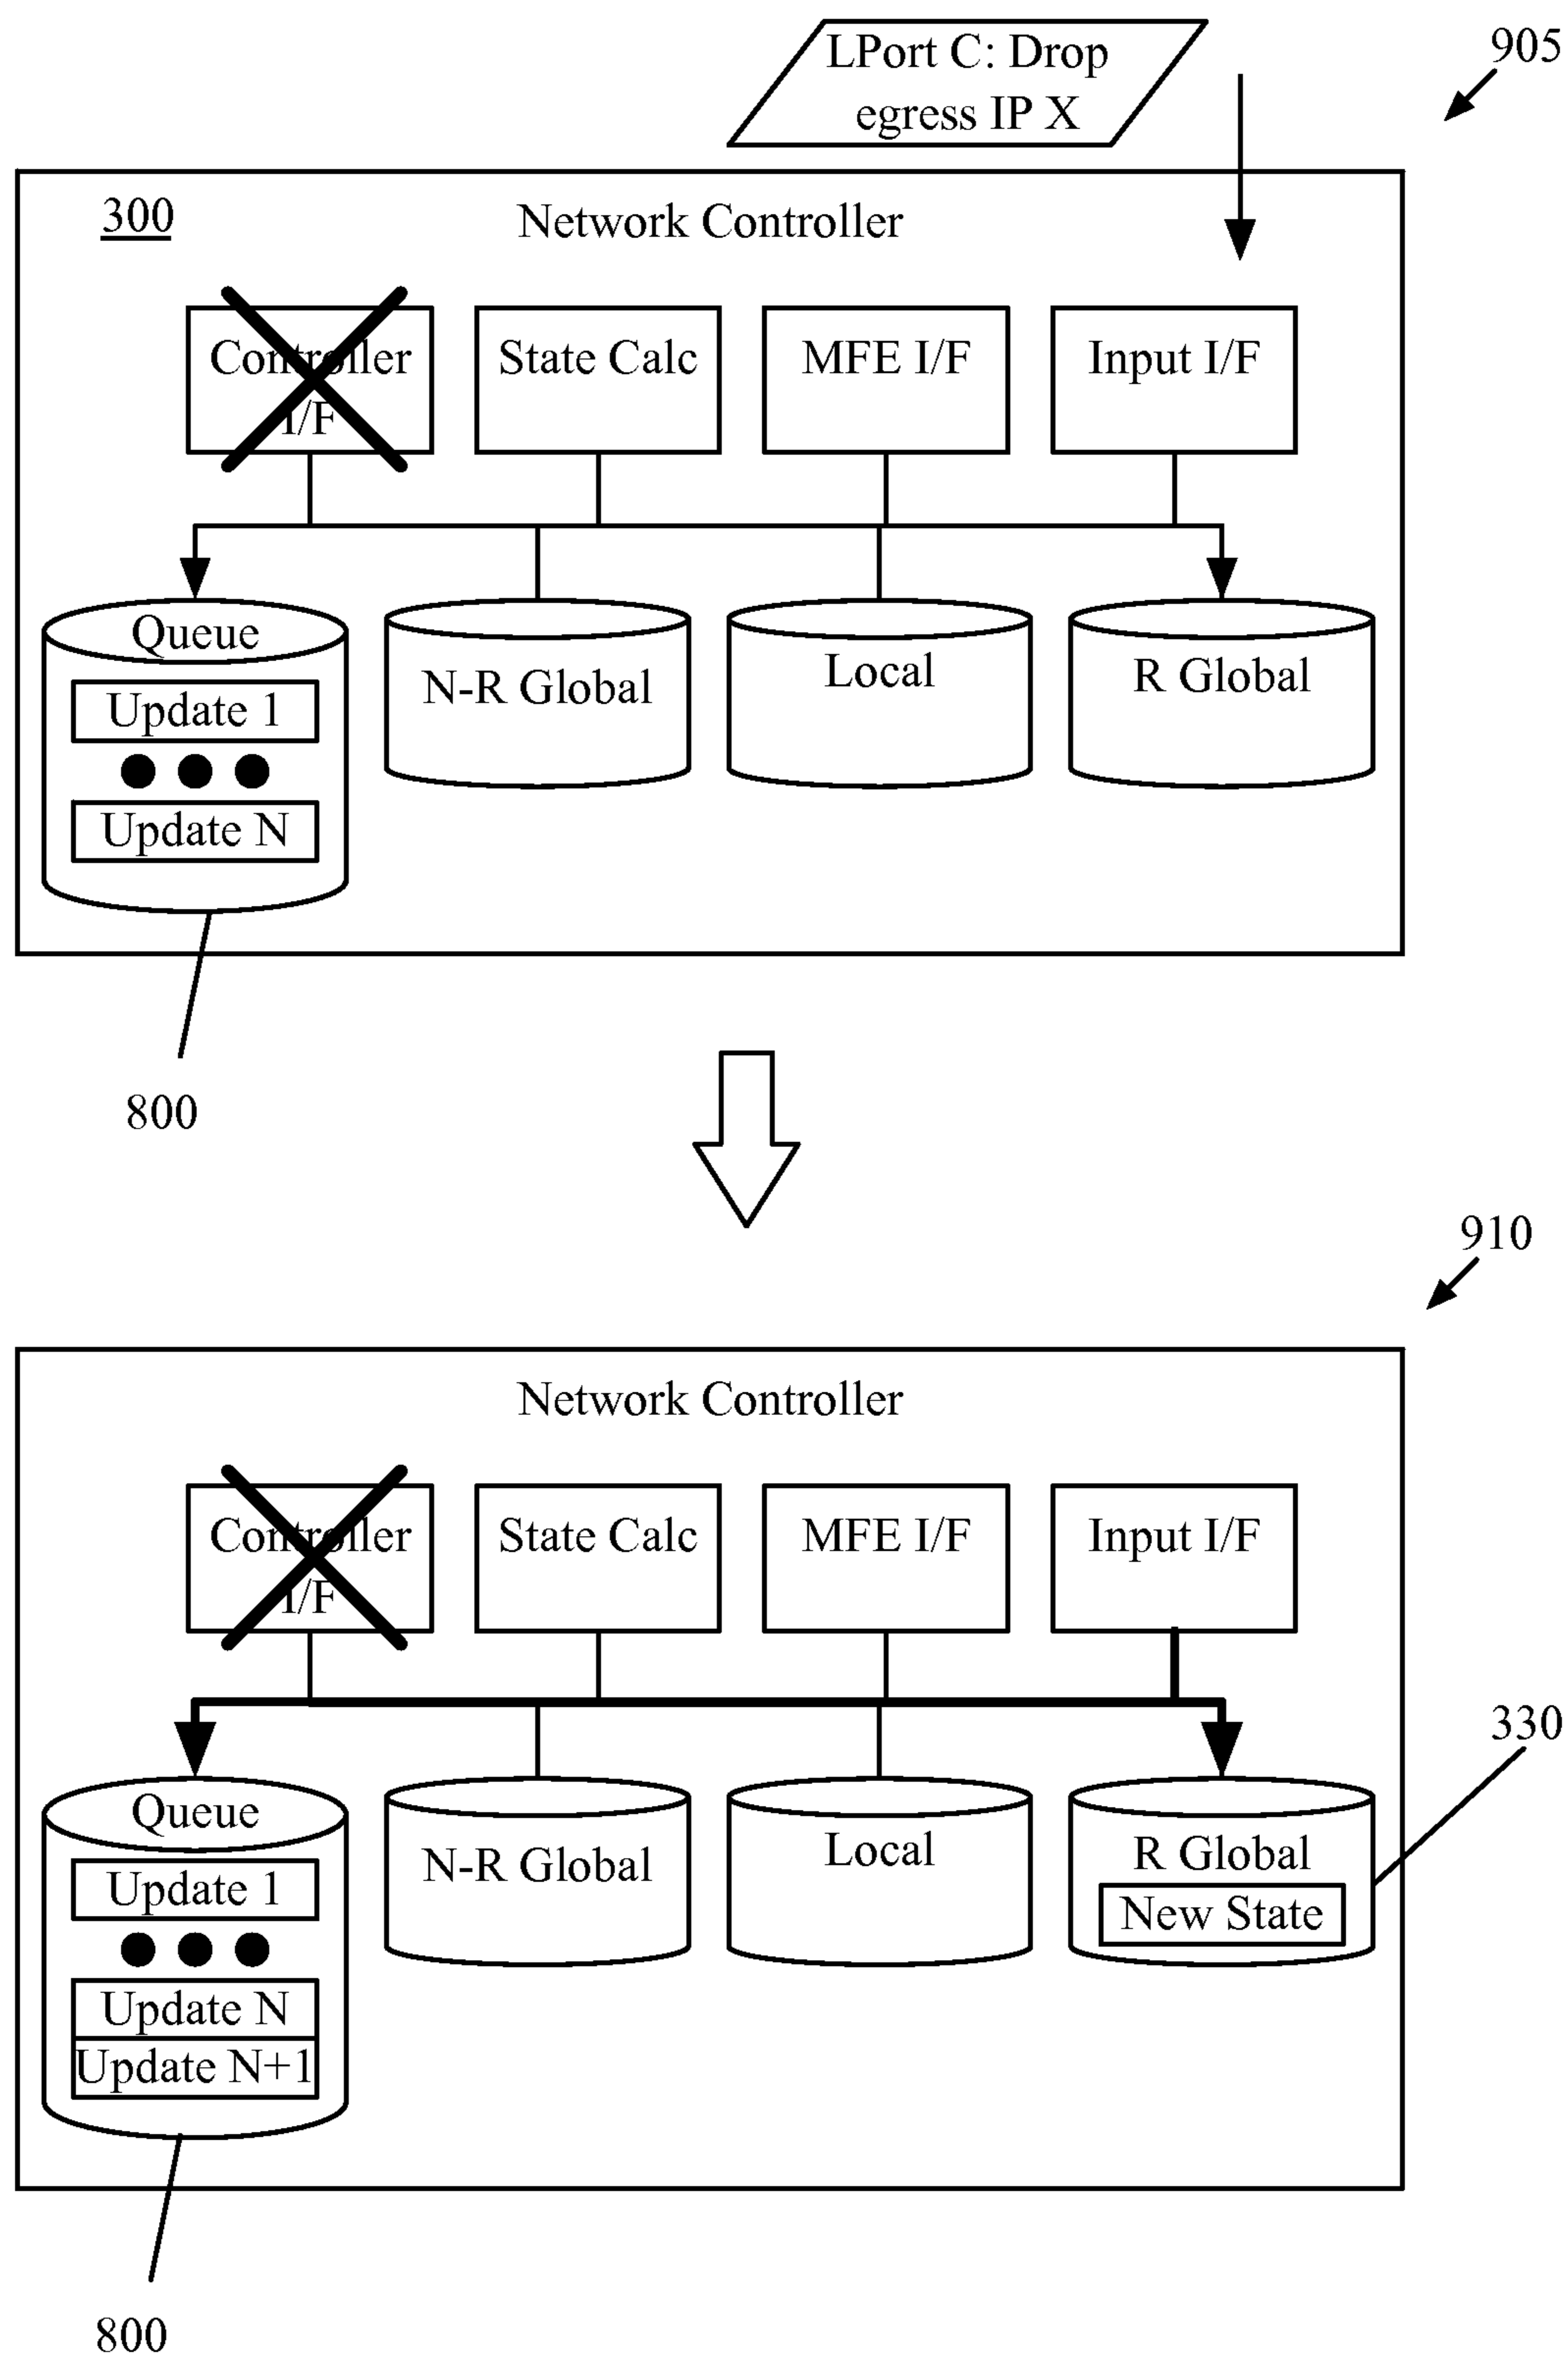 LPort C: Drop
egress IP X
905
300
Network Controller
Controller
I/F
State Calc
MFE I/F
Input I/F
Queue
Update 1
Update N
N-R Global
Local
R Global
800
910
Network Controller
Controller
I/F
State Calc
MFE I/F
Input I/F
330
Queue
Update 1
Update N
Update N+1
N-R Global
Local
R Global
New State
800